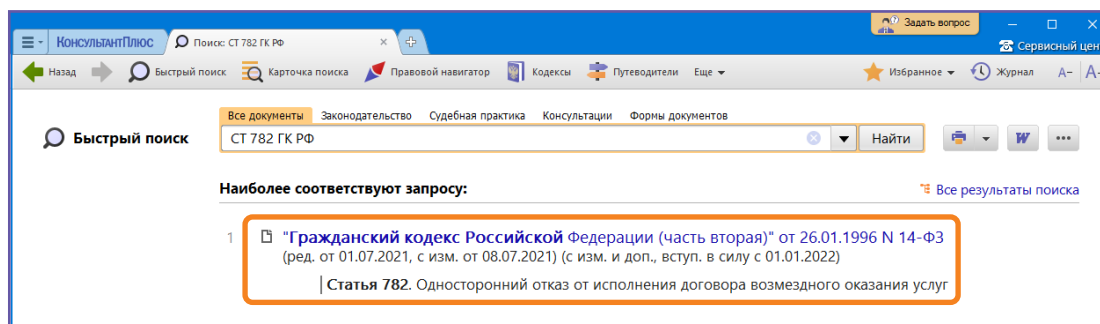 Задать вопрос
КонсультантПлюс
Поиск: СТ 782 ГК РФ
Сервисный цен
Назад
Быстрый поиск
Карточка поиска
Правовой навигатор
Кодексы
Путеводители
Еще
Избранное
Журнал
А−
А-
Все документы Законодательство Судебная практика Консультации Формы документов
Быстрый поиск
СТ 782 ГК РФ
Найти
W
Наиболее соответствуют запросу:
Все результаты поиска
1 "Гражданский кодекс Российской Федерации (часть вторая)" от 26.01.1996 N 14-ФЗ
(ред. от 01.07.2021, с изм. от 08.07.2021) (с изм. и доп., вступ. в силу с 01.01.2022)
Статья 782. Односторонний отказ от исполнения договора возмездного оказания услуг